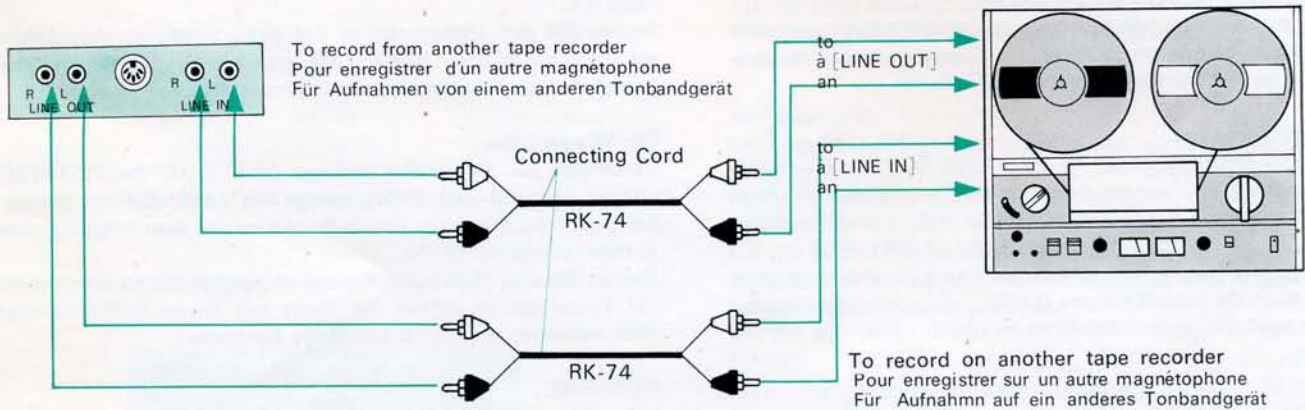 To record from another tape recorder
Pour enregistrer d'un autre magnétophone
Für Aufnahmen von einem anderen Tonbandgerät
R L
LINE OUT
R L
LINE IN
to
à [LINE OUT]
an
to
à [LINE IN]
an
Connecting Cord
RK-74
RK-74
To record on another tape recorder
Pour enregistrer sur un autre magnétophone
Für Aufnahmn auf ein anderes Tonbandgerät